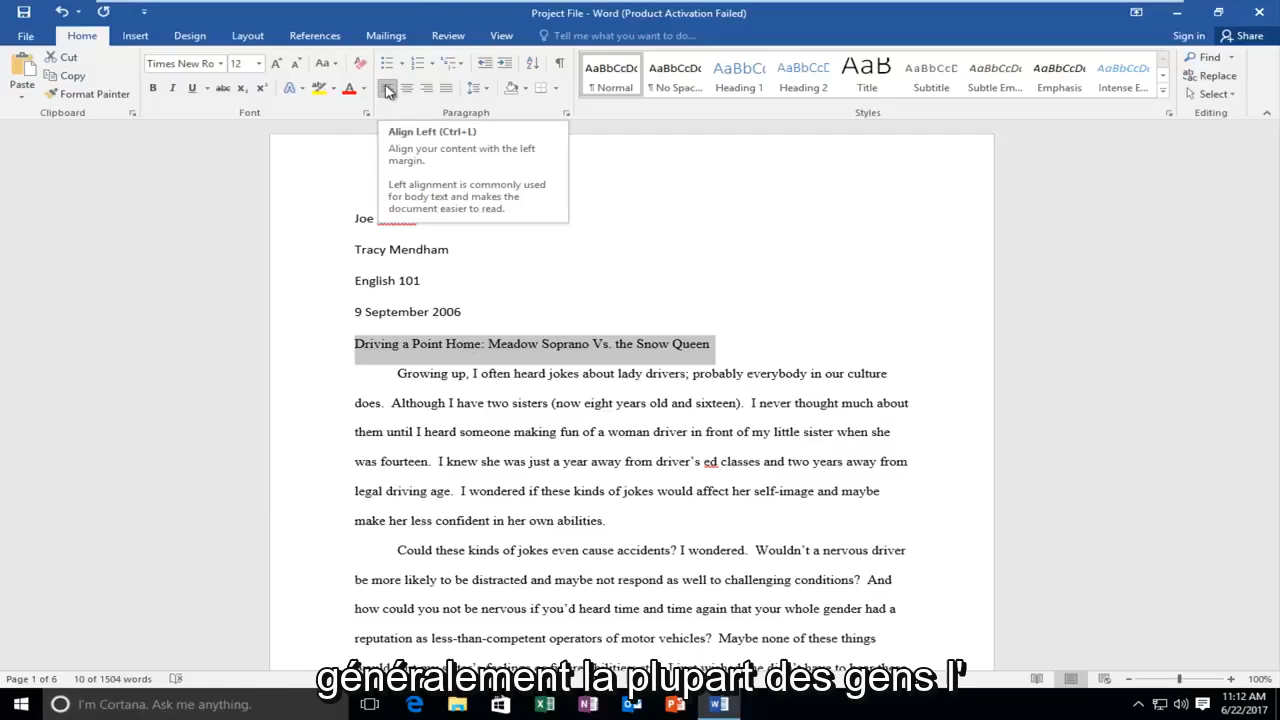 Project File - Word (Product Activation Failed)
File Home Insert Design Layout References Mailings Review View Tell me what you want to do... Sign in Share
Paste
Cut
Copy
Format Painter
Clipboard
Times New Ro 12 Aa
B I U abc X₂ X² A ab A
Font
Paragraph
AaBbCcDc AaBbCcDc AaBbCc AaBbCcC AaB AaBbCcD AaBbCcDc AaBbCcDc AaBbCcDc
¶ Normal ¶ No Spac... Heading 1 Heading 2 Title Subtitle Subtle Em... Emphasis Intense E...
Styles
Find
Replace
Select
Editing
Align Left (Ctrl+L)
Align your content with the left
margin.
Left alignment is commonly used
for body text and makes the
document easier to read.
Joe
Tracy Mendham
English 101
9 September 2006
Driving a Point Home: Meadow Soprano Vs. the Snow Queen
Growing up, I often heard jokes about lady drivers; probably everybody in our culture
does. Although I have two sisters (now eight years old and sixteen). I never thought much about
them until I heard someone making fun of a woman driver in front of my little sister when she
was fourteen. I knew she was just a year away from driver's ed classes and two years away from
legal driving age. I wondered if these kinds of jokes would affect her self-image and maybe
make her less confident in her own abilities.
Could these kinds of jokes even cause accidents? I wondered. Wouldn't a nervous driver
be more likely to be distracted and maybe not respond as well to challenging conditions? And
how could you not be nervous if you'd heard time and time again that your whole gender had a
reputation as less-than-competent operators of motor vehicles? Maybe none of these things
généralement la plupart des gens l'
Page 1 of 6 10 of 1504 words 100%
I'm Cortana. Ask me anything.
11:12 AM
6/22/2017